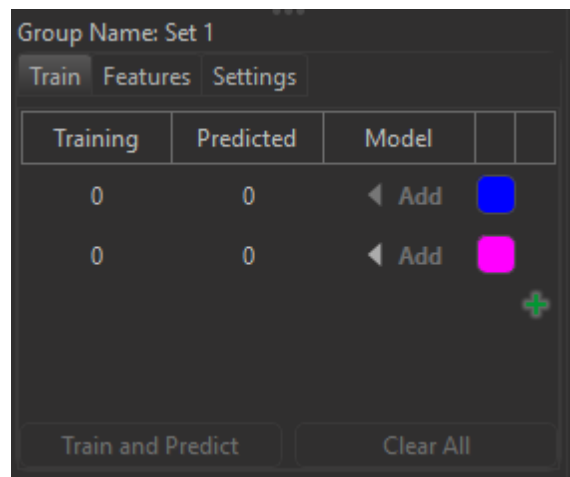 Group Name: Set 1
Train Features Settings
Training Predicted Model
0 0 Add
0 0 Add
Train and Predict Clear All